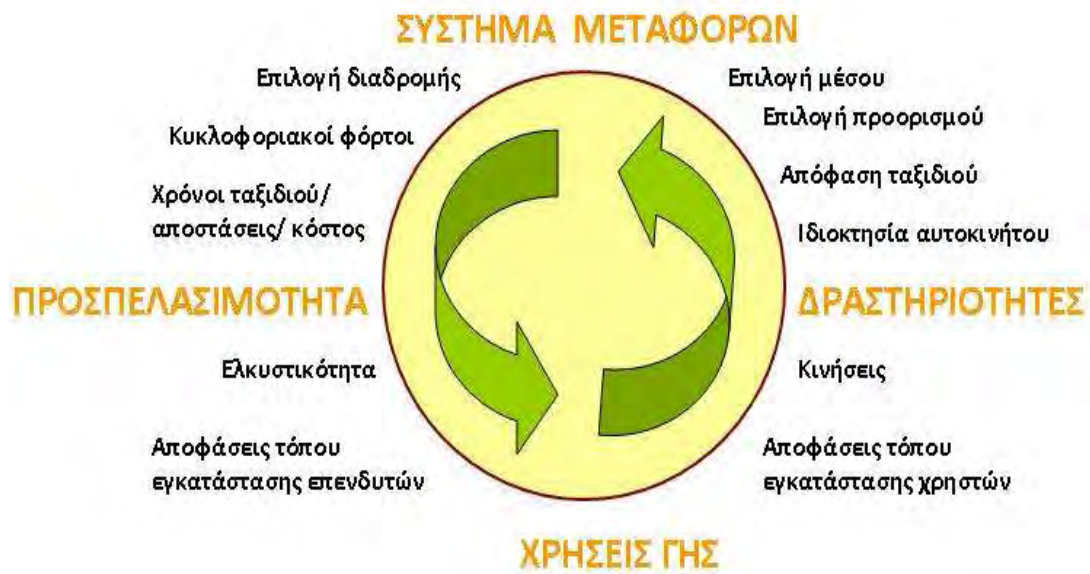 ΣΥΣΤΗΜΑ ΜΕΤΑΦΟΡΩΝ
Επιλογή διαδρομής
Επιλογή μέσου
Επιλογή προορισμού
Κυκλοφοριακοί φόρτοι
Απόφαση ταξιδιού
Χρόνοι ταξιδιού/
αποστάσεις/ κόστος
Ιδιοκτησία αυτοκινήτου
ΠΡΟΣΠΕΛΑΣΙΜΟΤΗΤΑ
ΔΡΑΣΤΗΡΙΟΤΗΤΕΣ
Ελκυστικότητα
Κινήσεις
Αποφάσεις τόπου
εγκατάστασης επενδυτών
Αποφάσεις τόπου
εγκατάστασης χρηστών
ΧΡΗΣΕΙΣ ΓΗΣ